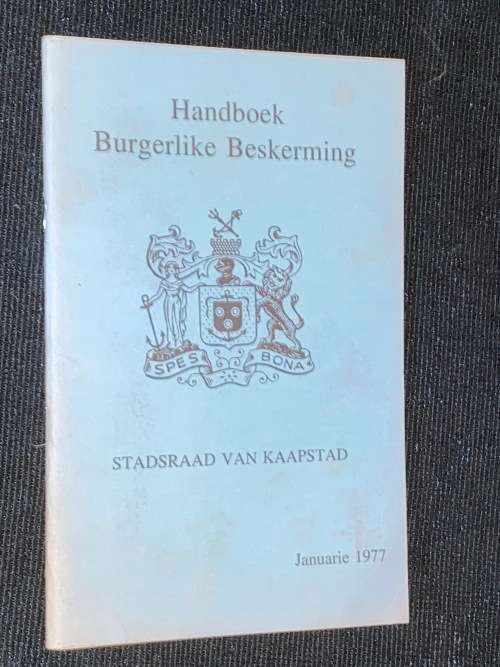 Handboek
Burgerlike Beskerming
SPES BONA
STADSRAAD VAN KAAPSTAD
Januarie 1977